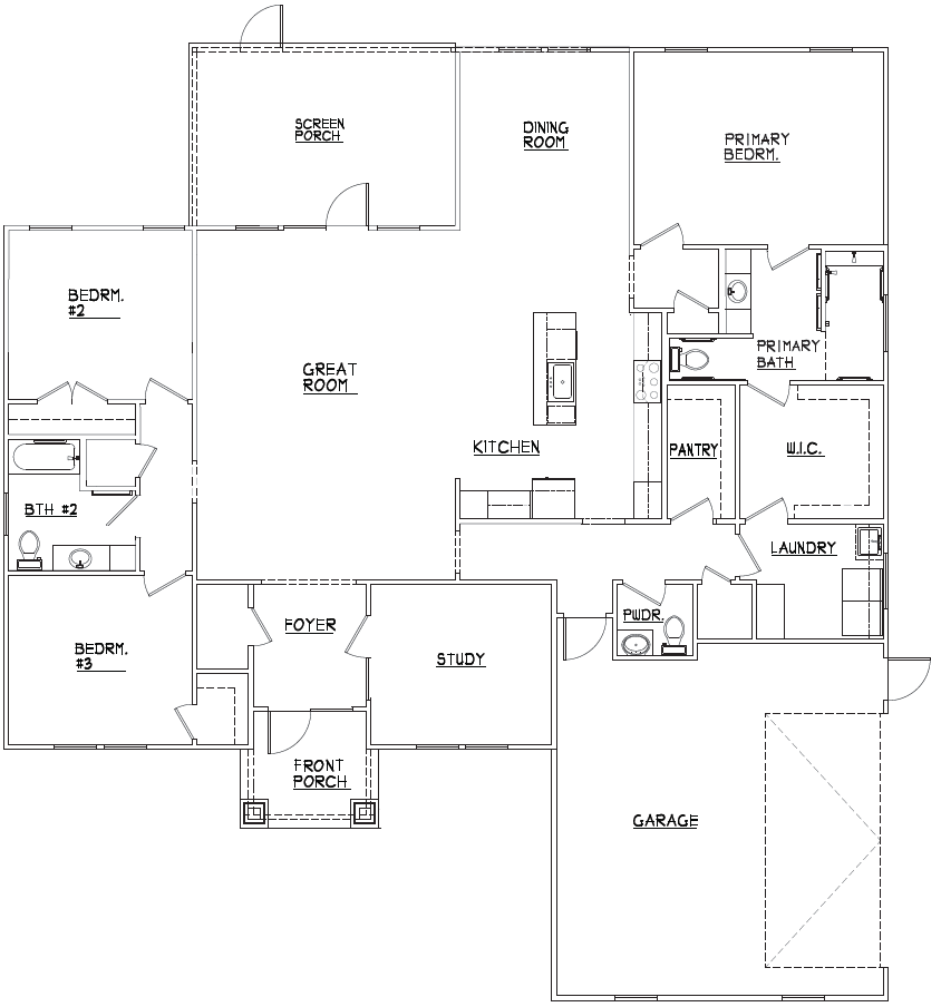 SCREEN
PORCH
DINING
ROOM
PRIMARY
BEDRM.
BEDRM.
#2
GREAT
ROOM
PRIMARY
BATH
KITCHEN
PANTRY
W.I.C.
BTH #2
LAUNDRY
FOYER
PWDR.
BEDRM.
#3
STUDY
FRONT
PORCH
GARAGE